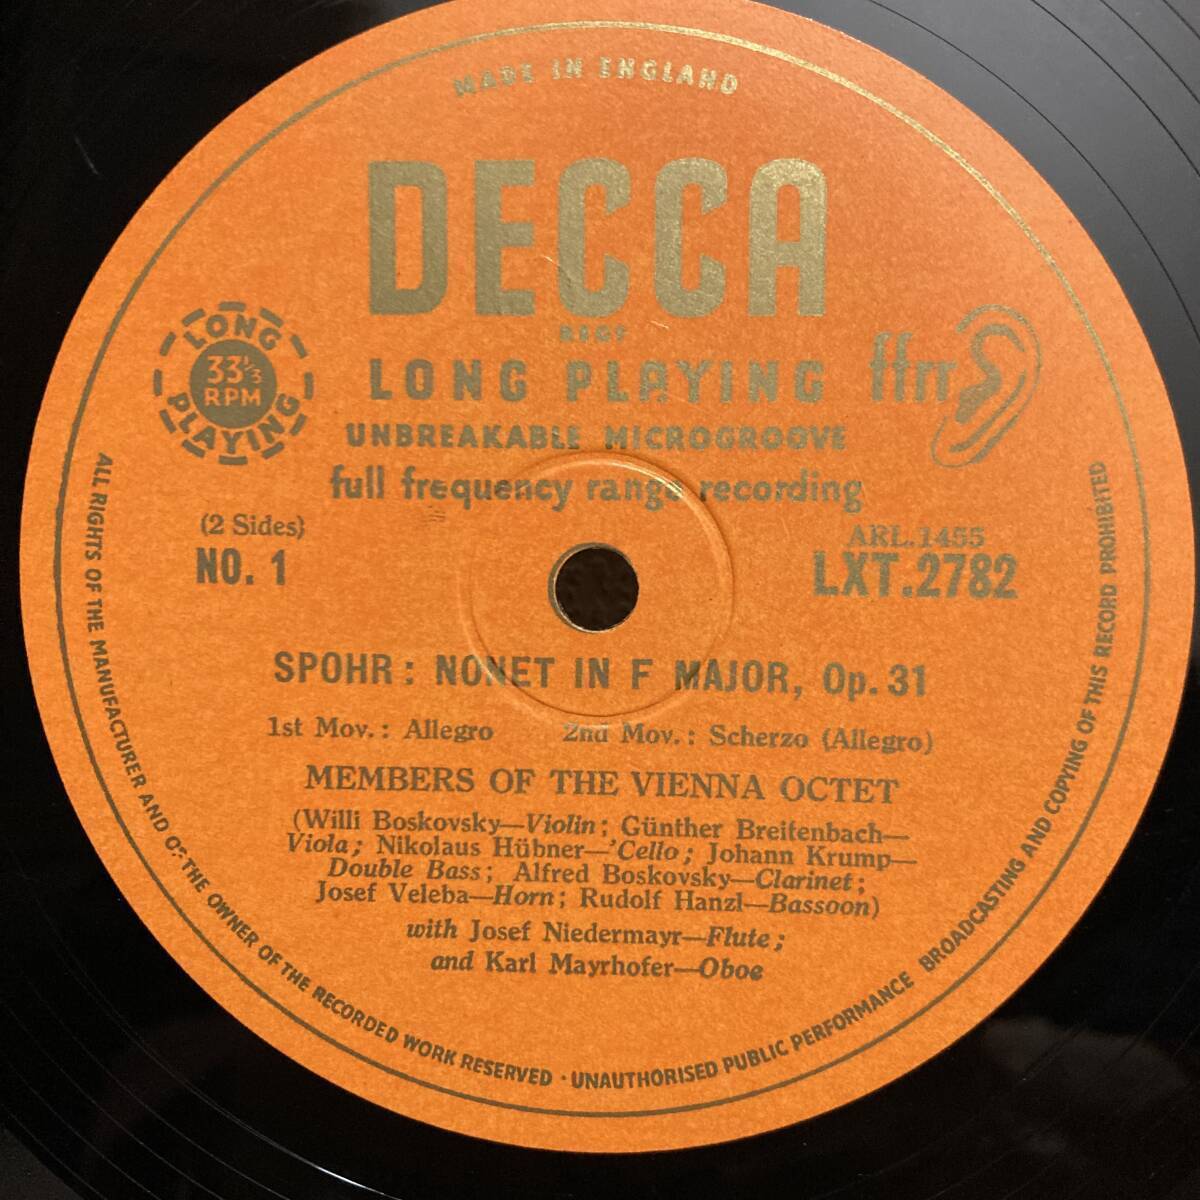 MADE IN ENGLAND
DECCA
REGD
LONG PLAYING
ffrr
LONG PLAYING
33⅓
RPM
UNBREAKABLE MICROGROOVE
full frequency range recording
(2 Sides)
NO. 1
ARL.1455
LXT.2782
SPOHR: NONET IN F MAJOR, Op. 31
1st Mov.: Allegro 2nd Mov.: Scherzo (Allegro)
MEMBERS OF THE VIENNA OCTET
(Willi Boskovsky—Violin; Günther Breitenbach—
Viola; Nikolaus Hübner—'Cello; Johann Krump—
Double Bass; Alfred Boskovsky—Clarinet;
Josef Veleba—Horn; Rudolf Hanzl—Bassoon)
with Josef Niedermayr—Flute;
and Karl Mayrhofer—Oboe
ALL RIGHTS OF THE MANUFACTURER AND OF THE OWNER OF THE RECORDED WORK RESERVED · UNAUTHORISED PUBLIC PERFORMANCE BROADCASTING AND COPYING OF THIS RECORD PROHIBITED